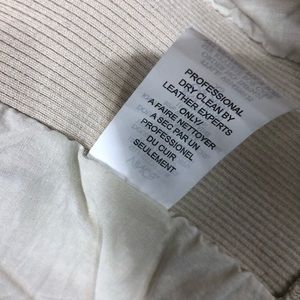 PROFESSIONAL
DRY CLEAN BY
LEATHER EXPERTS
ONLY/
A FAIRE NETTOYER
A SEC PAR UN
PROFESSIONEL
DU CUIR
SEULEMENT